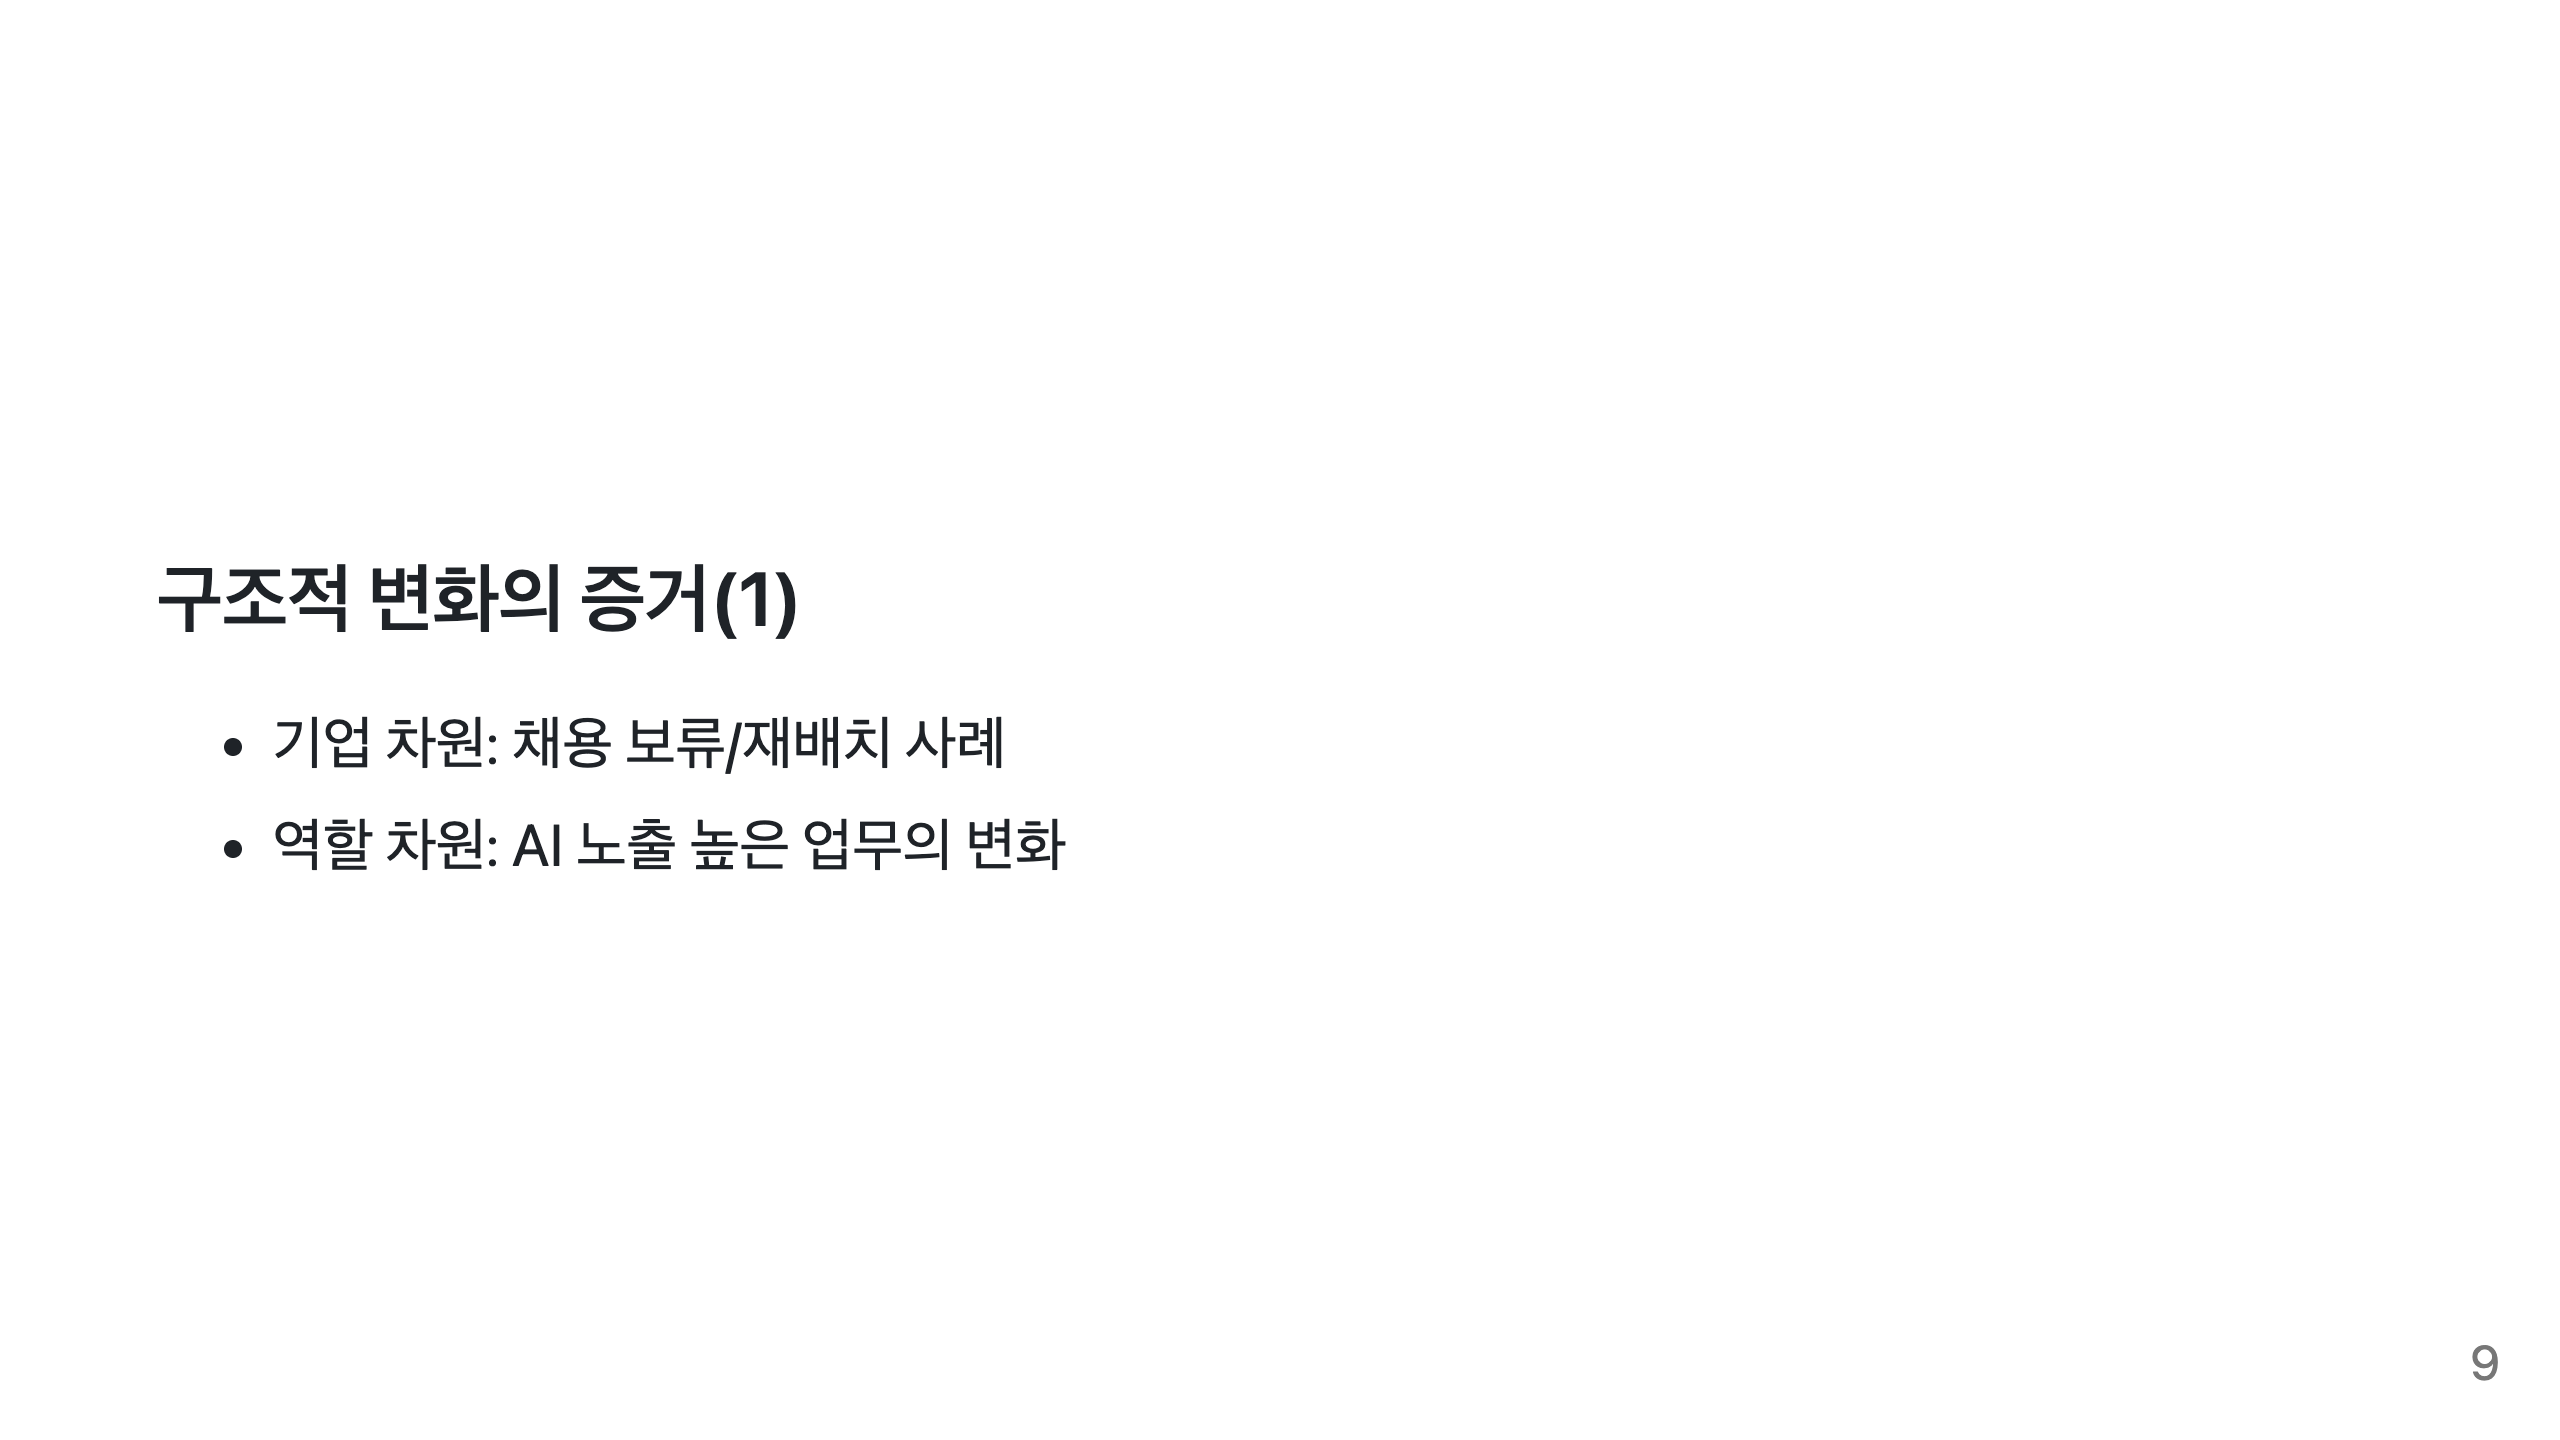 구조적 변화의 증거(1)
• 기업 차원: 채용 보류/재배치 사례
• 역할 차원: AI 노출 높은 업무의 변화
9